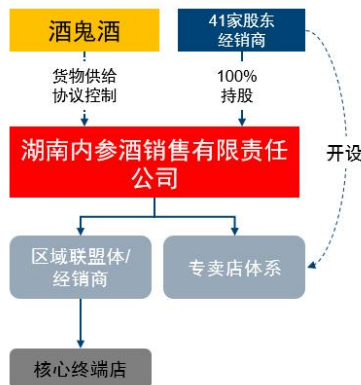 酒鬼酒
41家股东
经销商
货物供给
协议控制
100%
持股
湖南内参酒销售有限责任
公司
开设
区域联盟体/
经销商
专卖店体系
核心终端店